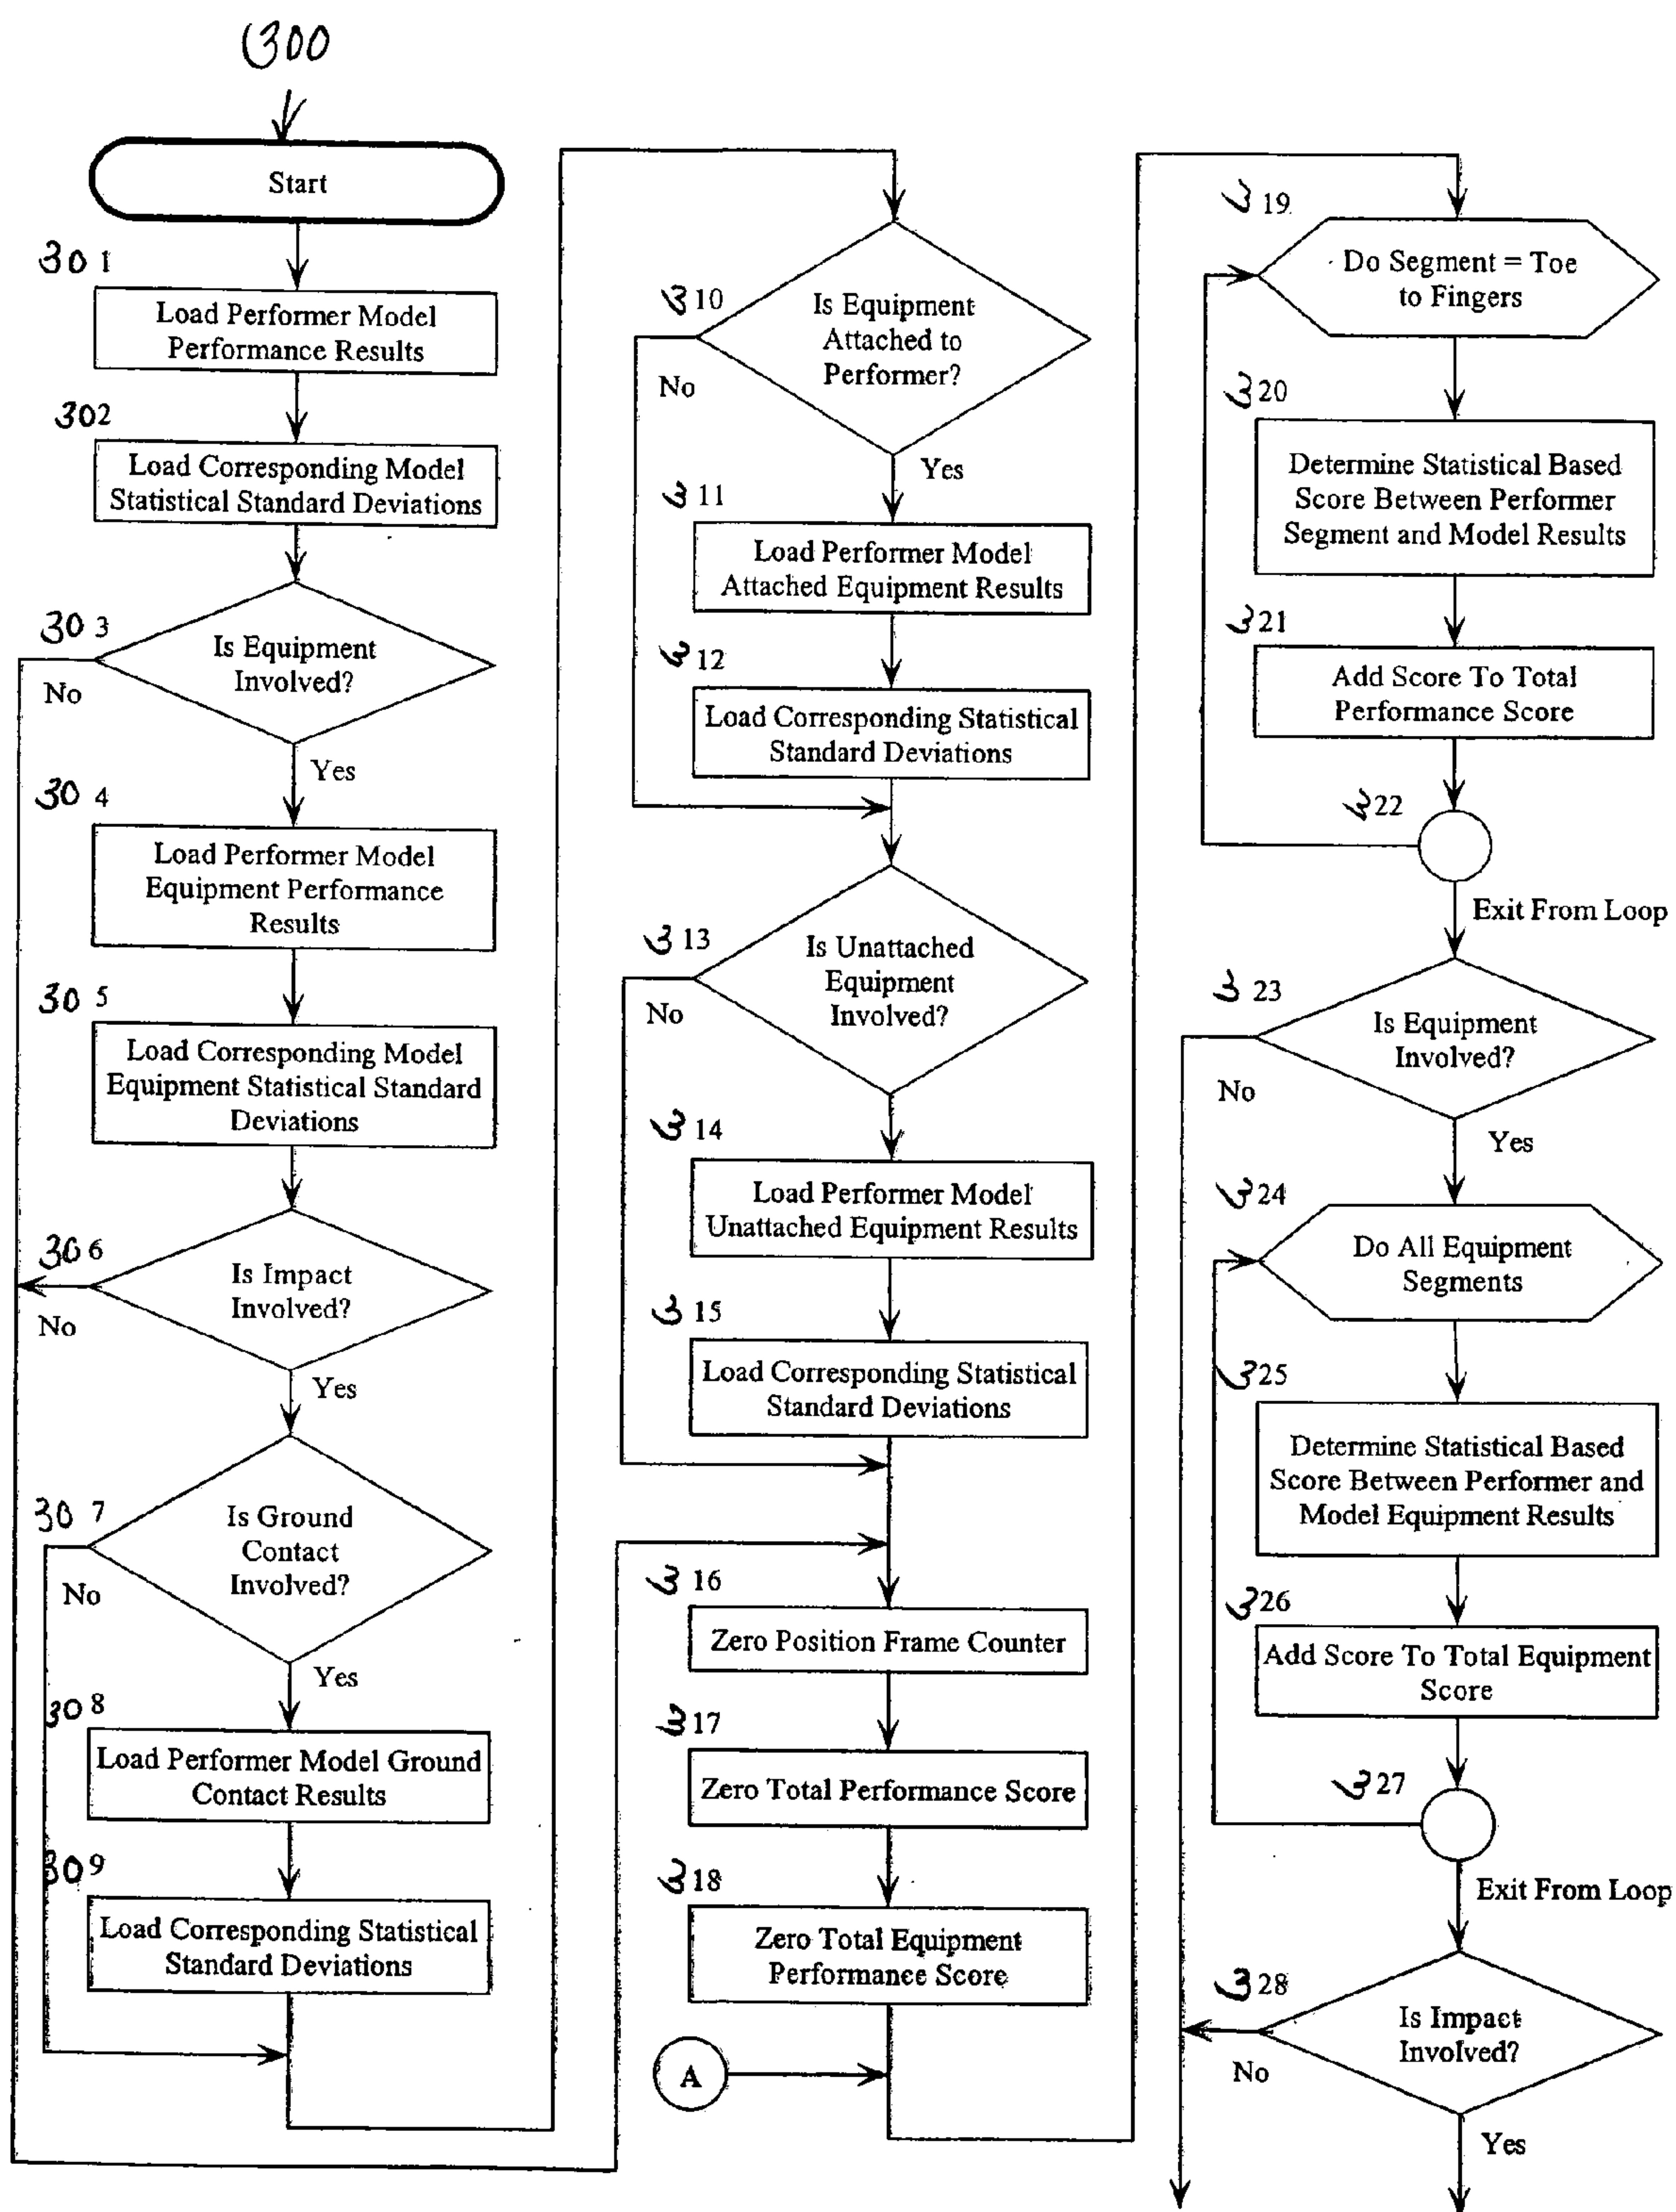 300
Start
301
Load Performer Model
Performance Results
302
Load Corresponding Model
Statistical Standard Deviations
303
Is Equipment
Involved?
No
Yes
304
Load Performer Model
Equipment Performance
Results
305
Load Corresponding Model
Equipment Statistical Standard
Deviations
306
Is Impact
Involved?
No
Yes
307
Is Ground
Contact
Involved?
No
Yes
308
Load Performer Model Ground
Contact Results
309
Load Corresponding Statistical
Standard Deviations
310
Is Equipment
Attached to
Performer?
No
Yes
311
Load Performer Model
Attached Equipment Results
312
Load Corresponding Statistical
Standard Deviations
313
Is Unattached
Equipment
Involved?
No
314
Load Performer Model
Unattached Equipment Results
315
Load Corresponding Statistical
Standard Deviations
316
Zero Position Frame Counter
317
Zero Total Performance Score
318
Zero Total Equipment
Performance Score
A
319
Do Segment = Toe
to Fingers
320
Determine Statistical Based
Score Between Performer
Segment and Model Results
321
Add Score To Total
Performance Score
322
Exit From Loop
323
Is Equipment
Involved?
No
Yes
324
Do All Equipment
Segments
325
Determine Statistical Based
Score Between Performer and
Model Equipment Results
326
Add Score To Total Equipment
Score
327
Exit From Loop
328
Is Impact
Involved?
No
Yes